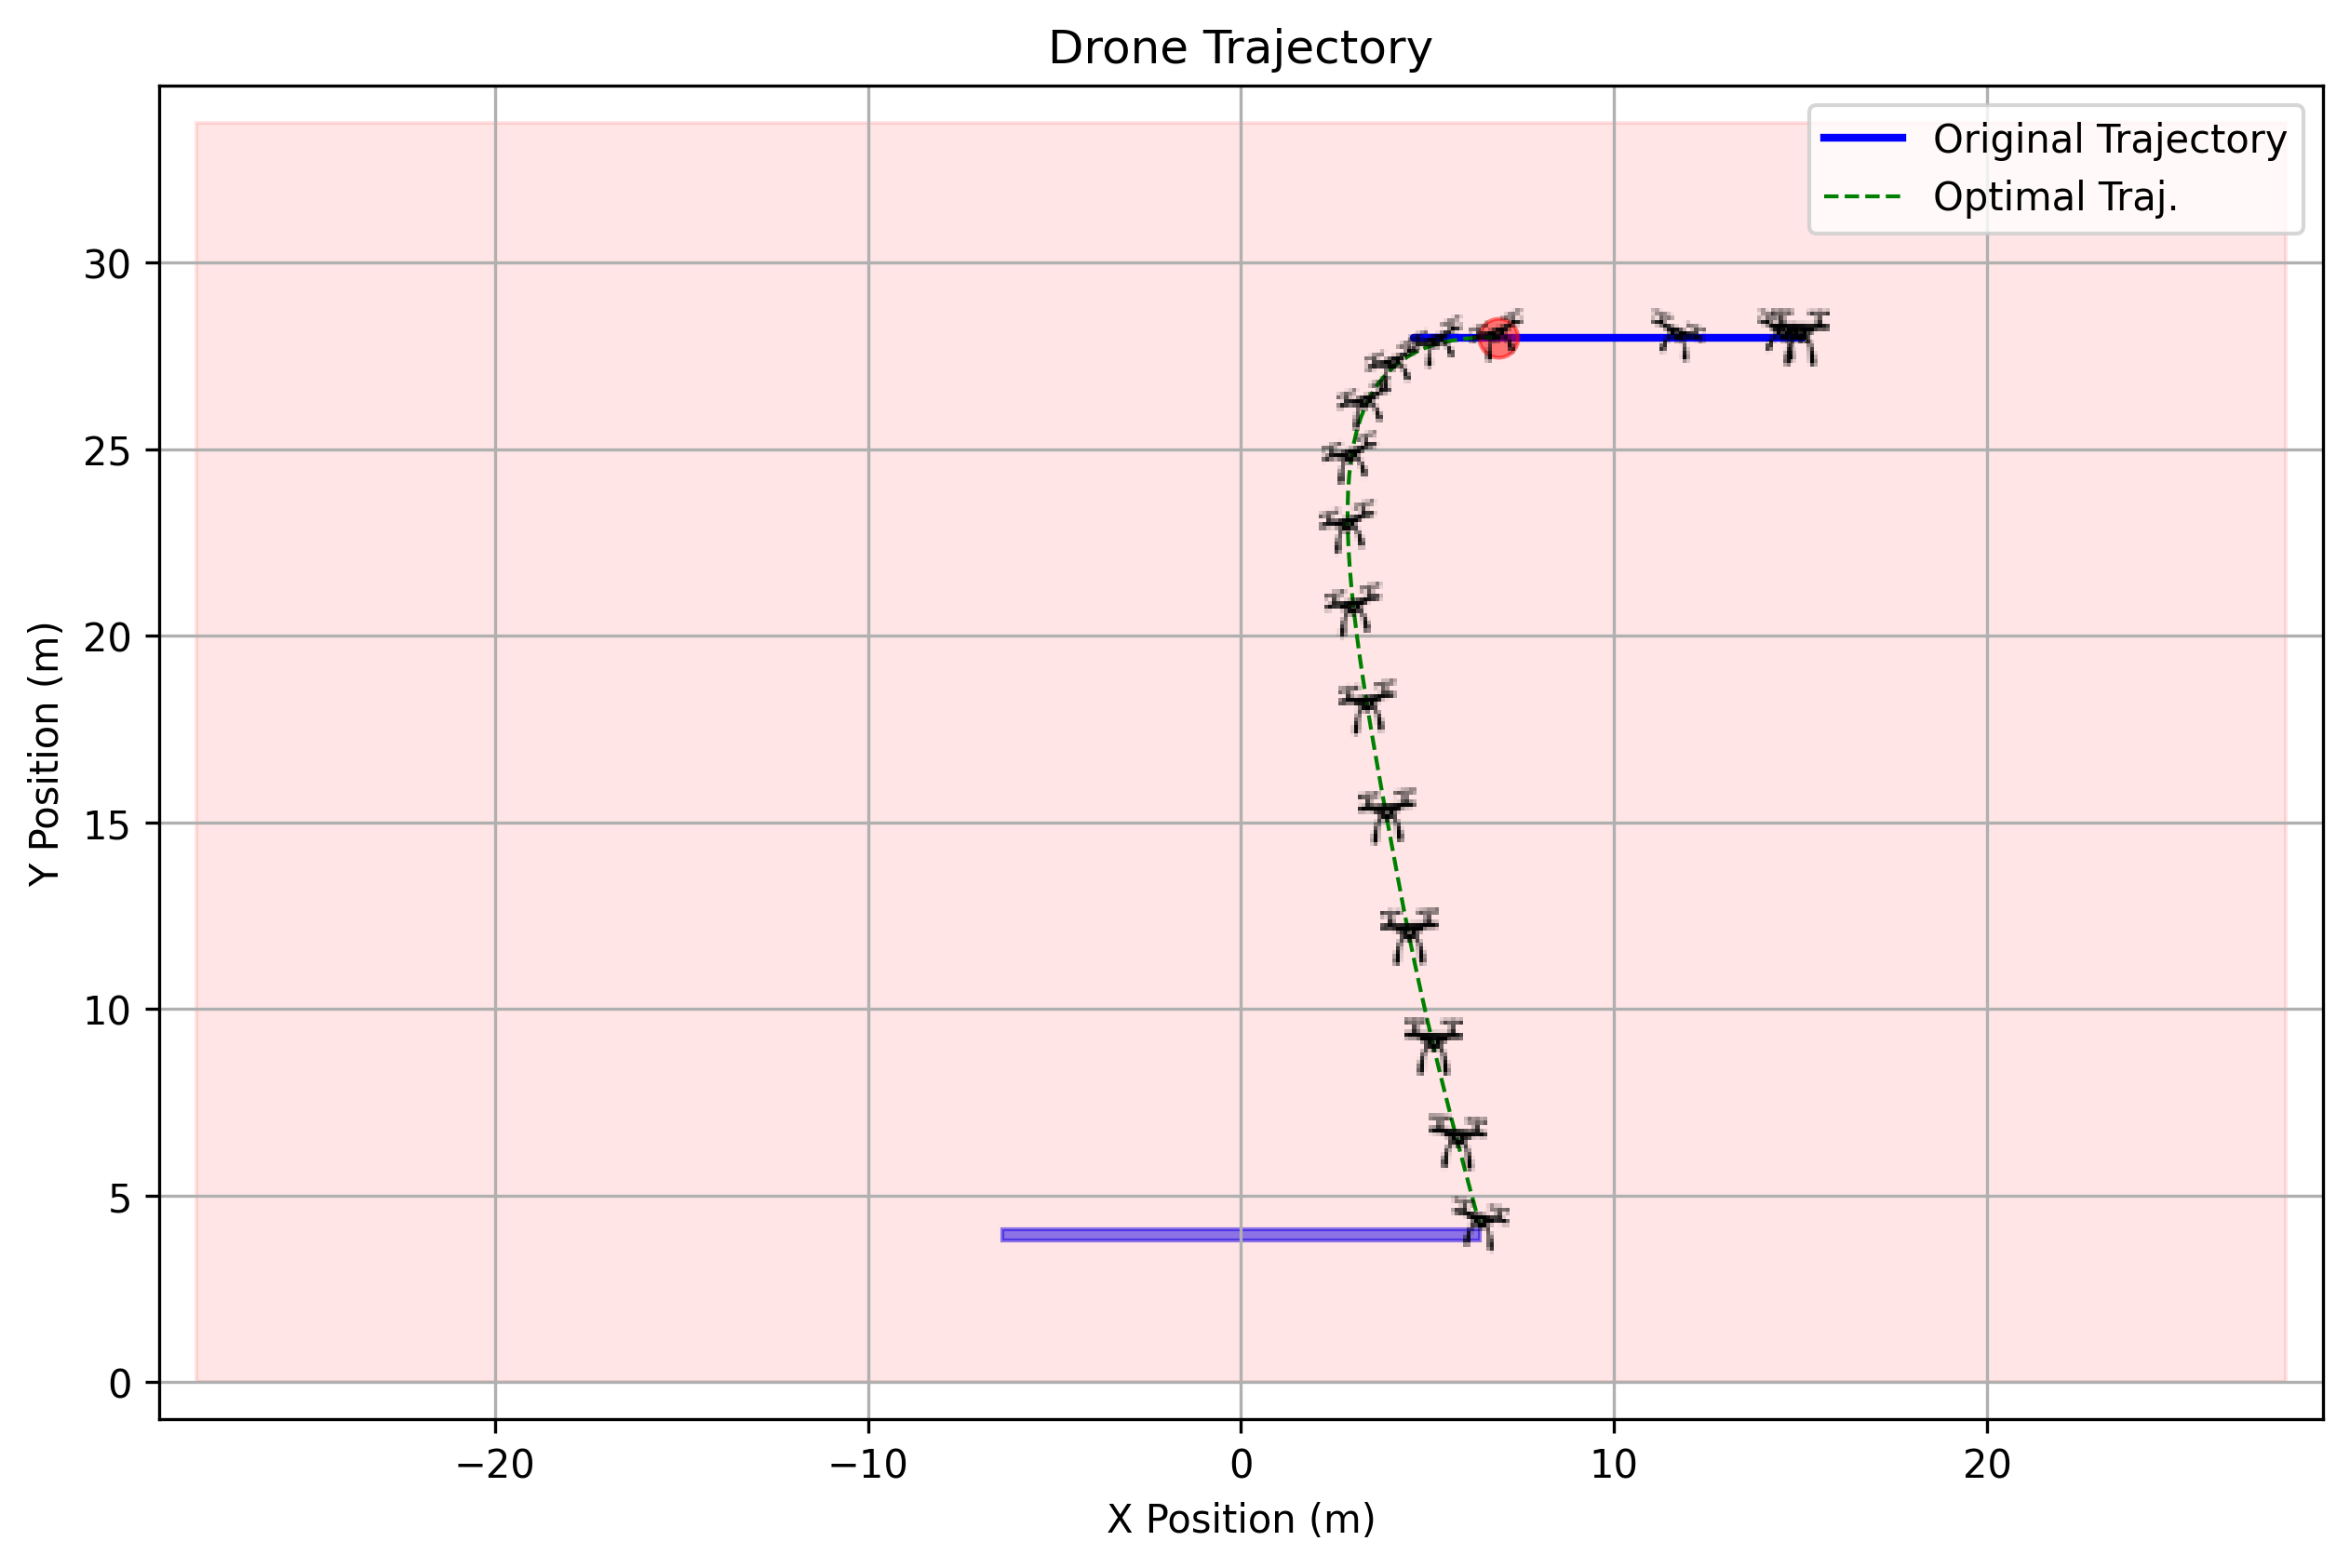 Drone Trajectory
Original Trajectory
Optimal Traj.
30
25
20
15
10
5
0
Y Position (m)
−20
−10
0
10
20
X Position (m)